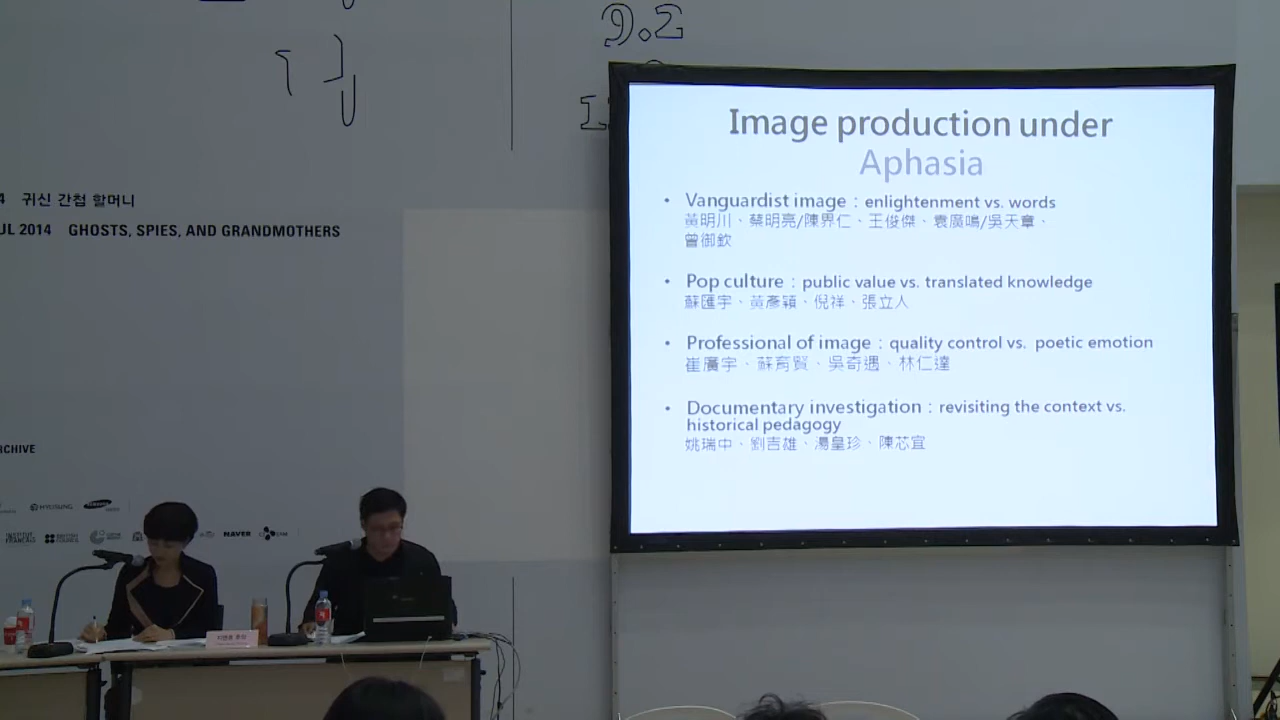 9.2
4 귀신 간첩 할머니
UL 2014 GHOSTS, SPIES, AND GRANDMOTHERS
RCHIVE
HYOSUNG
INSTITUT FRANCAIS
BRITISH COUNCIL
NAVER
Image production under
Aphasia
• Vanguardist image：enlightenment vs. words
黃明川、蔡明亮/陳界仁、王俊傑、袁廣鳴/吳天章、
曾御欽
• Pop culture：public value vs. translated knowledge
蘇匯宇、黃彥穎、倪祥、張立人
• Professional of image：quality control vs. poetic emotion
崔廣宇、蘇育賢、吳奇遇、林仁達
• Documentary investigation：revisiting the context vs.
historical pedagogy
姚瑞中、劉吉雄、湯皇珍、陳芯宜